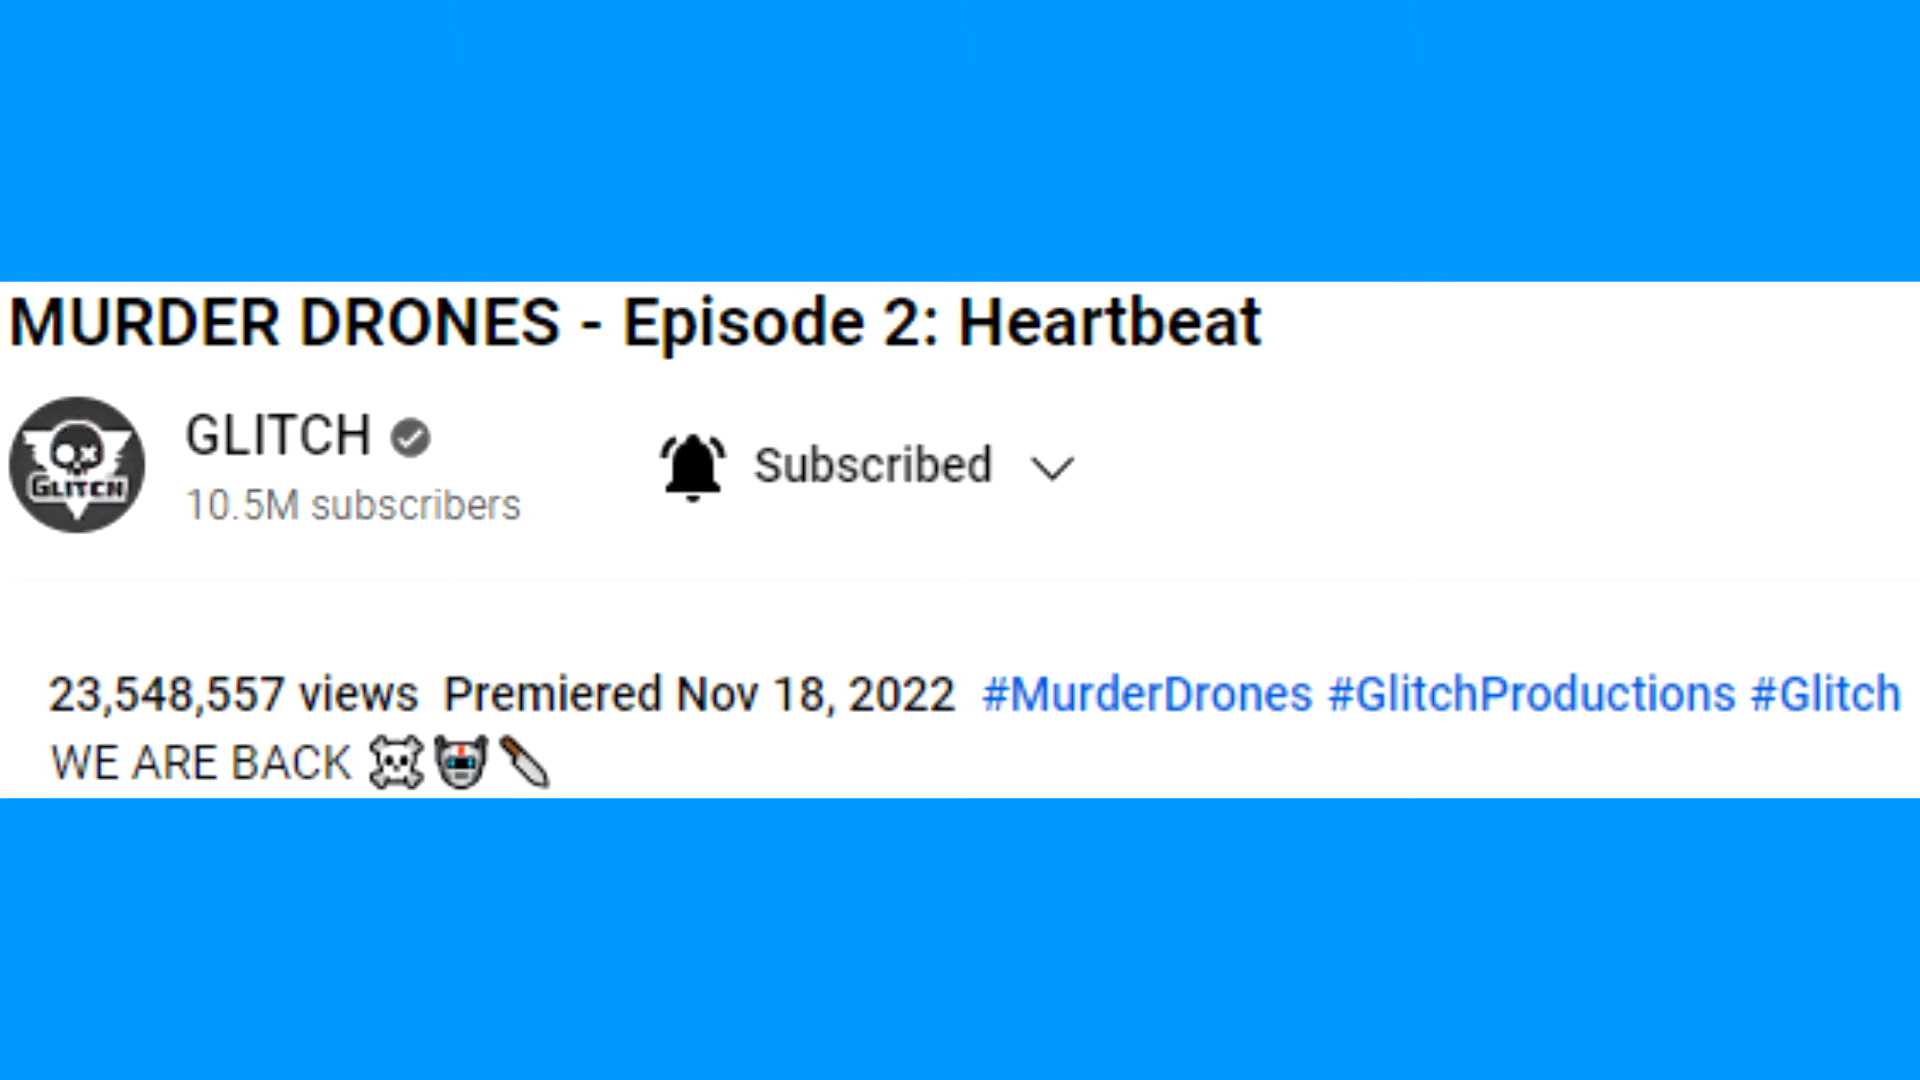 MURDER DRONES - Episode 2: Heartbeat
GLITCH
Subscribed
10.5M subscribers
GLITCH
23,548,557 views Premiered Nov 18, 2022 #MurderDrones #GlitchProductions #Glitch
WE ARE BACK ☠️🤖🔪